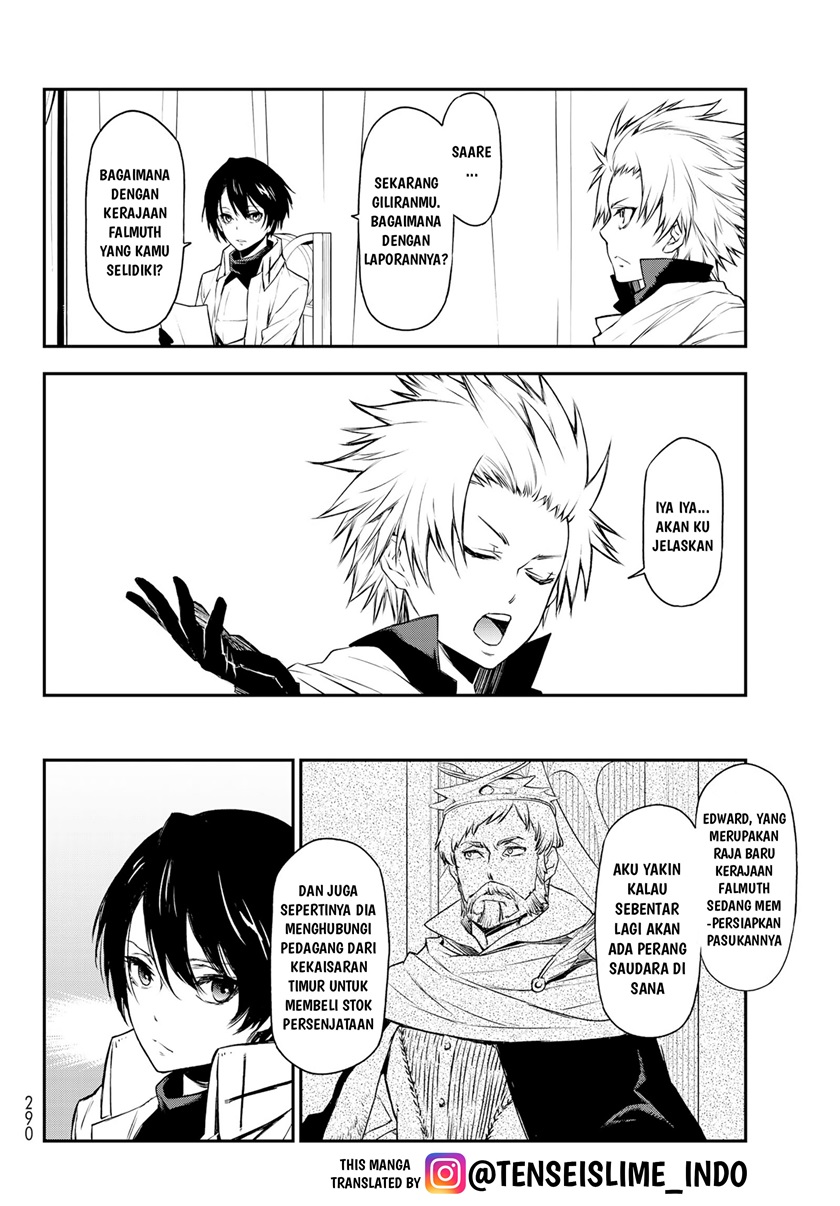 SAARE
...
SEKARANG
GILIRANMU.
BAGAIMANA
DENGAN
LAPORANNYA?
BAGAIMANA
DENGAN
KERAJAAN
FALMUTH
YANG KAMU
SELIDIKI?
IYA IYA...
AKAN KU
JELASKAN
EDWARD, YANG
MERUPAKAN
RAJA BARU
KERAJAAN
FALMUTH
SEDANG MEM
-PERSIAPKAN
PASUKANNYA
AKU YAKIN
KALAU
SEBENTAR
LAGI AKAN
ADA PERANG
SAUDARA DI
SANA
DAN JUGA
SEPERTINYA DIA
MENGHUBUNGI
PEDAGANG DARI
KEKAISARAN
TIMUR UNTUK
MEMBELI STOK
PERSENJATAAN
290
THIS MANGA
TRANSLATED BY
@TENSEISLIME_INDO